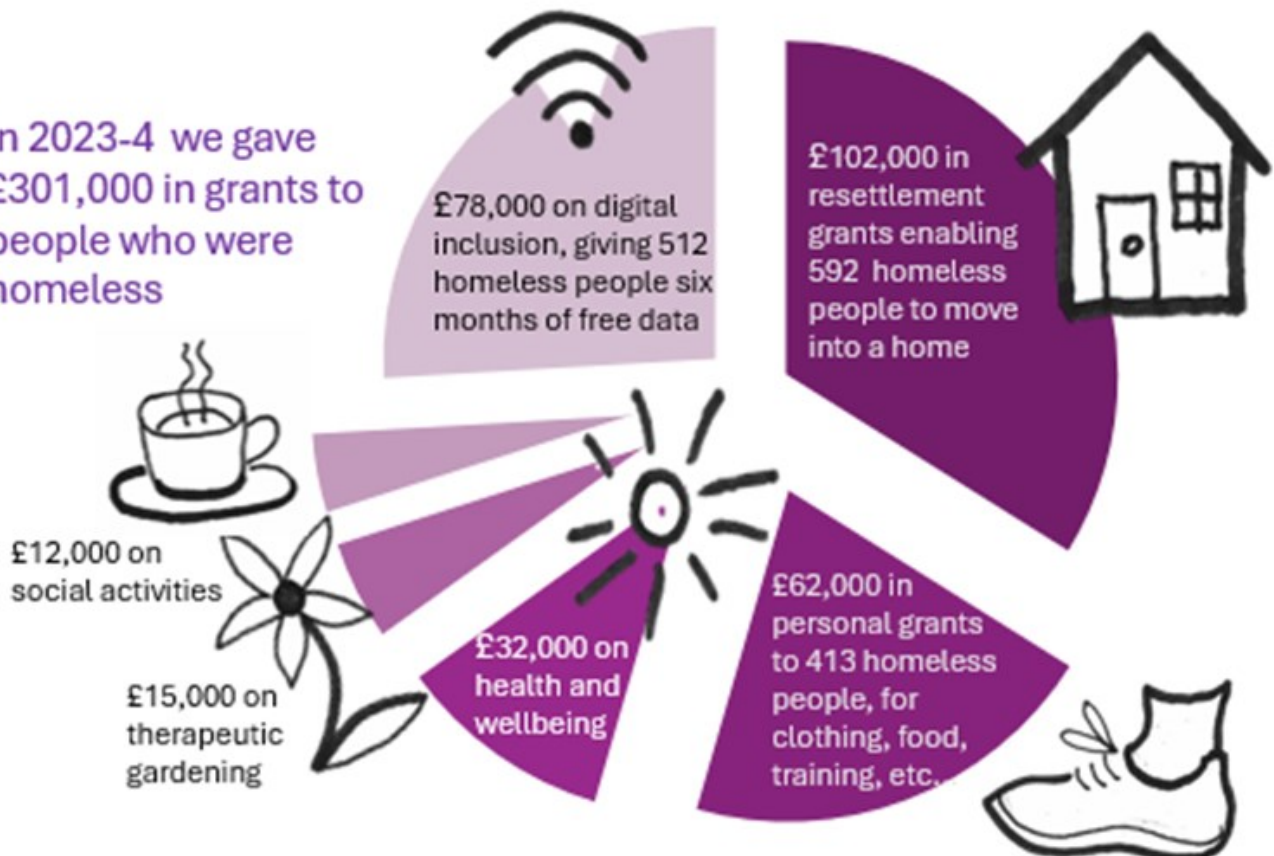 n 2023-4 we gave
£301,000 in grants to
people who were
homeless
£78,000 on digital
inclusion, giving 512
homeless people six
months of free data
£102,000 in
resettlement
grants enabling
592 homeless
people to move
into a home
£12,000 on
social activities
£15,000 on
therapeutic
gardening
£32,000 on
health and
wellbeing
£62,000 in
personal grants
to 413 homeless
people, for
clothing, food,
training, etc..